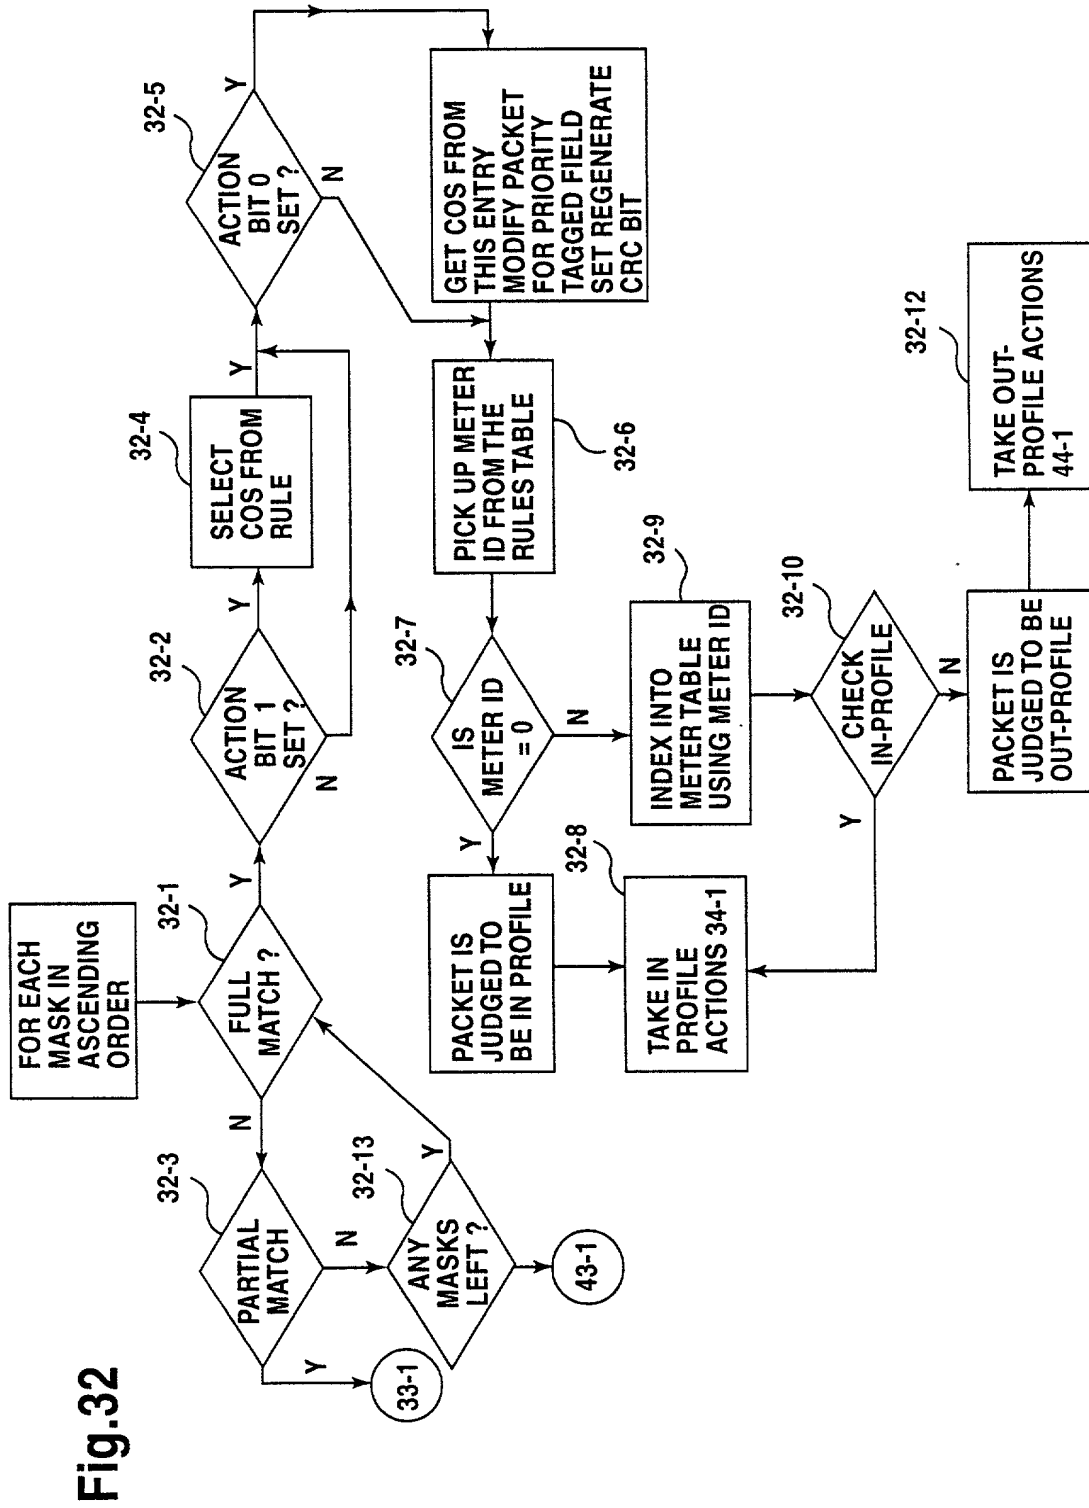 FOR EACH
MASK IN
ASCENDING
ORDER
32-1
FULL
MATCH ?
Y
N
32-2
ACTION
BIT 1
SET ?
Y
N
32-4
SELECT
COS FROM
RULE
Y
32-5
ACTION
BIT 0
SET ?
Y
N
GET COS FROM
THIS ENTRY
MODIFY PACKET
FOR PRIORITY
TAGGED FIELD
SET REGENERATE
CRC BIT
32-3
PARTIAL
MATCH
Y
33-1
N
32-13
ANY
MASKS
LEFT ?
Y
43-1
PICK UP METER
ID FROM THE
RULES TABLE
32-6
32-7
IS
METER ID
= 0
Y
N
PACKET IS
JUDGED TO
BE IN PROFILE
32-8
TAKE IN
PROFILE
ACTIONS 34-1
32-9
INDEX INTO
METER TABLE
USING METER ID
32-10
CHECK
IN-PROFILE
Y
N
PACKET IS
JUDGED TO BE
OUT-PROFILE
32-12
TAKE OUT-
PROFILE ACTIONS
44-1
Fig.32